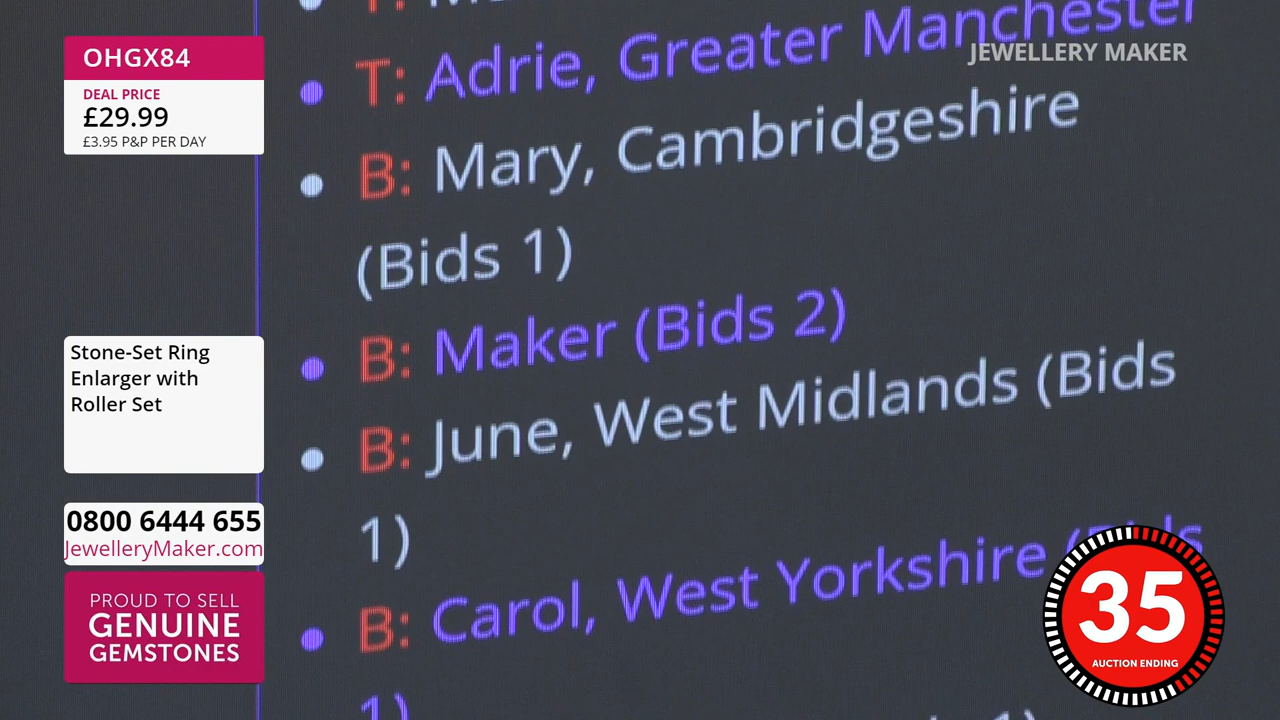 OHGX84
DEAL PRICE
£29.99
£3.95 P&P PER DAY
Stone-Set Ring
Enlarger with
Roller Set
0800 6444 655
JewelleryMaker.com
PROUD TO SELL
GENUINE
GEMSTONES
JEWELLERY MAKER
T: Adrie, Greater Manchester
B: Mary, Cambridgeshire
(Bids 1)
B: Maker (Bids 2)
B: June, West Midlands (Bids
1)
B: Carol, West Yorkshire (Bids
1)
35
AUCTION ENDING